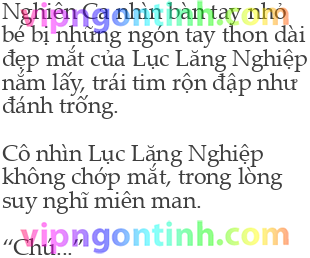 Nghiên Ca nhìn bàn tay nhỏ
bé bị những ngón tay thon dài
đẹp mắt của Lục Lăng Nghiệp
nắm lấy, trái tim rộn đập như
đánh trống.
Cô nhìn Lục Lăng Nghiệp
không chớp mắt, trong lòng
suy nghĩ miên man.
vipngontinh.com
“Chú...”
vipngontinh.com